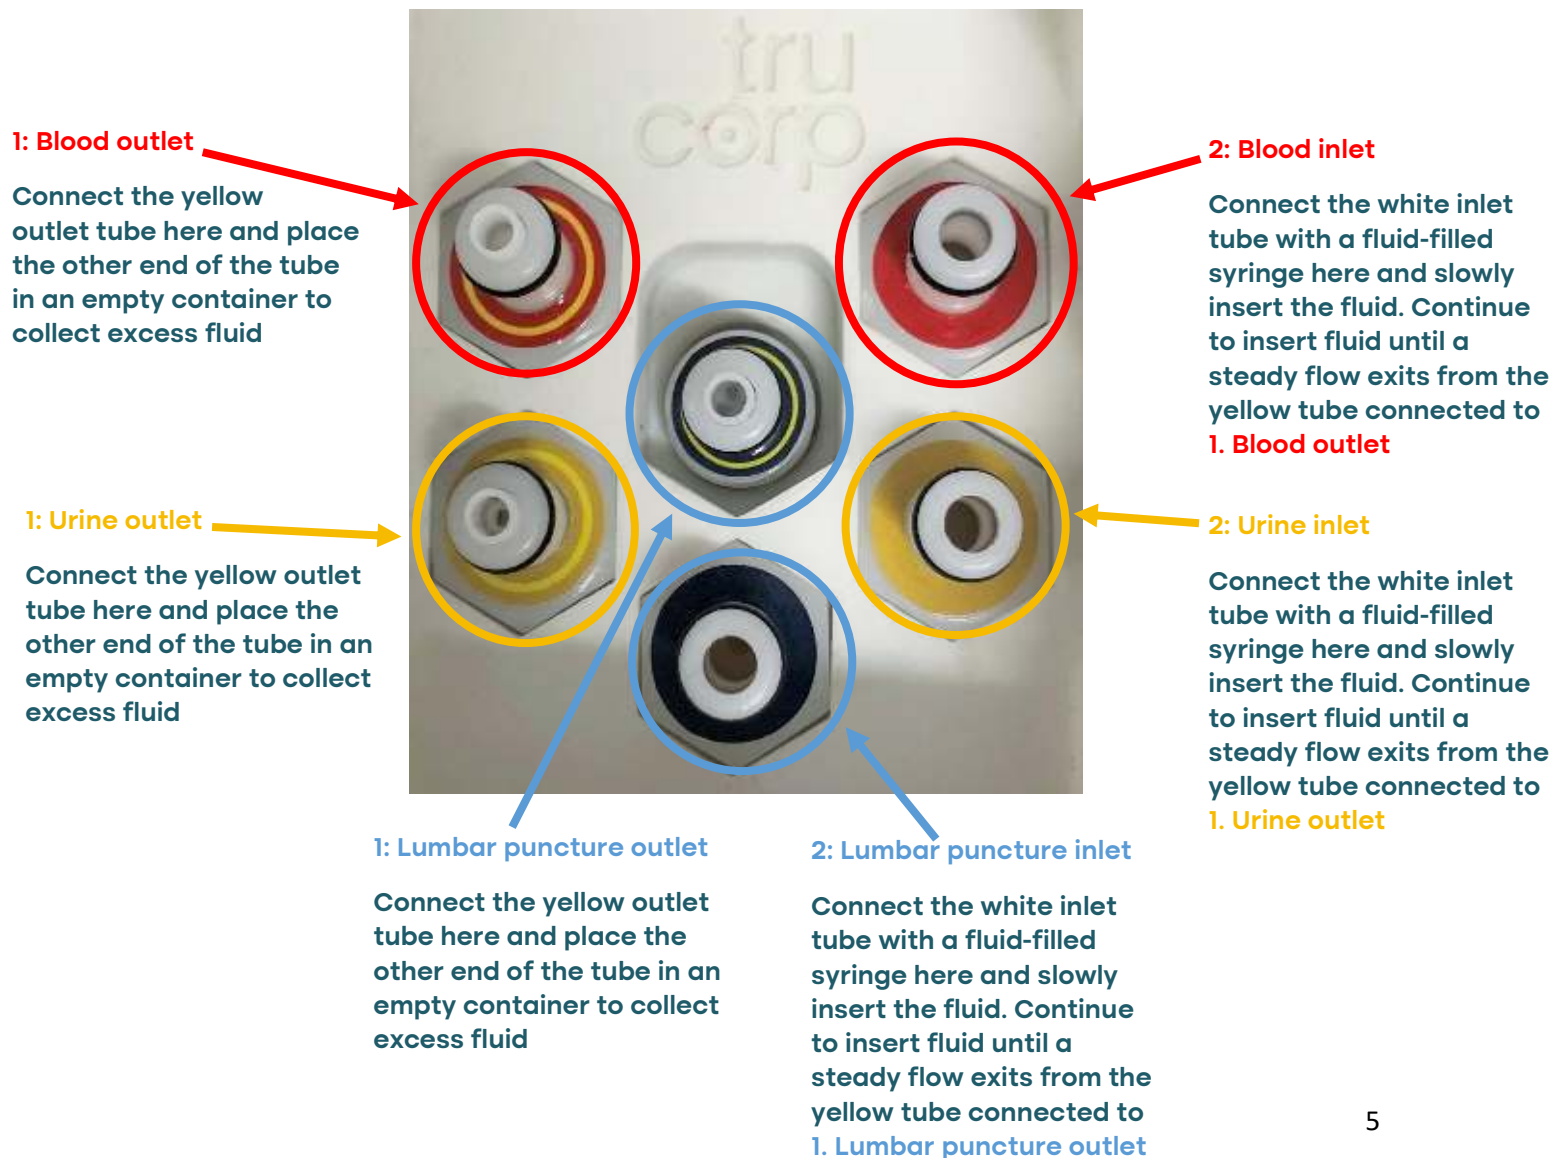 tru
corp
1: Blood outlet
Connect the yellow
outlet tube here and place
the other end of the tube
in an empty container to
collect excess fluid
2: Blood inlet
Connect the white inlet
tube with a fluid-filled
syringe here and slowly
insert the fluid. Continue
to insert fluid until a
steady flow exits from the
yellow tube connected to
1. Blood outlet
1: Urine outlet
Connect the yellow outlet
tube here and place the
other end of the tube in an
empty container to collect
excess fluid
2: Urine inlet
Connect the white inlet
tube with a fluid-filled
syringe here and slowly
insert the fluid. Continue
to insert fluid until a
steady flow exits from the
yellow tube connected to
1. Urine outlet
1: Lumbar puncture outlet
Connect the yellow outlet
tube here and place the
other end of the tube in an
empty container to collect
excess fluid
2: Lumbar puncture inlet
Connect the white inlet
tube with a fluid-filled
syringe here and slowly
insert the fluid. Continue
to insert fluid until a
steady flow exits from the
yellow tube connected to
1. Lumbar puncture outlet
5